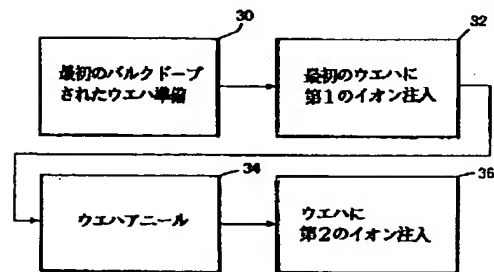 30
最初のバルクドープ
されたウエハ準備
32
最初のウエハに
第1のイオン注入
34
ウエハアニール
36
ウエハに
第2のイオン注入